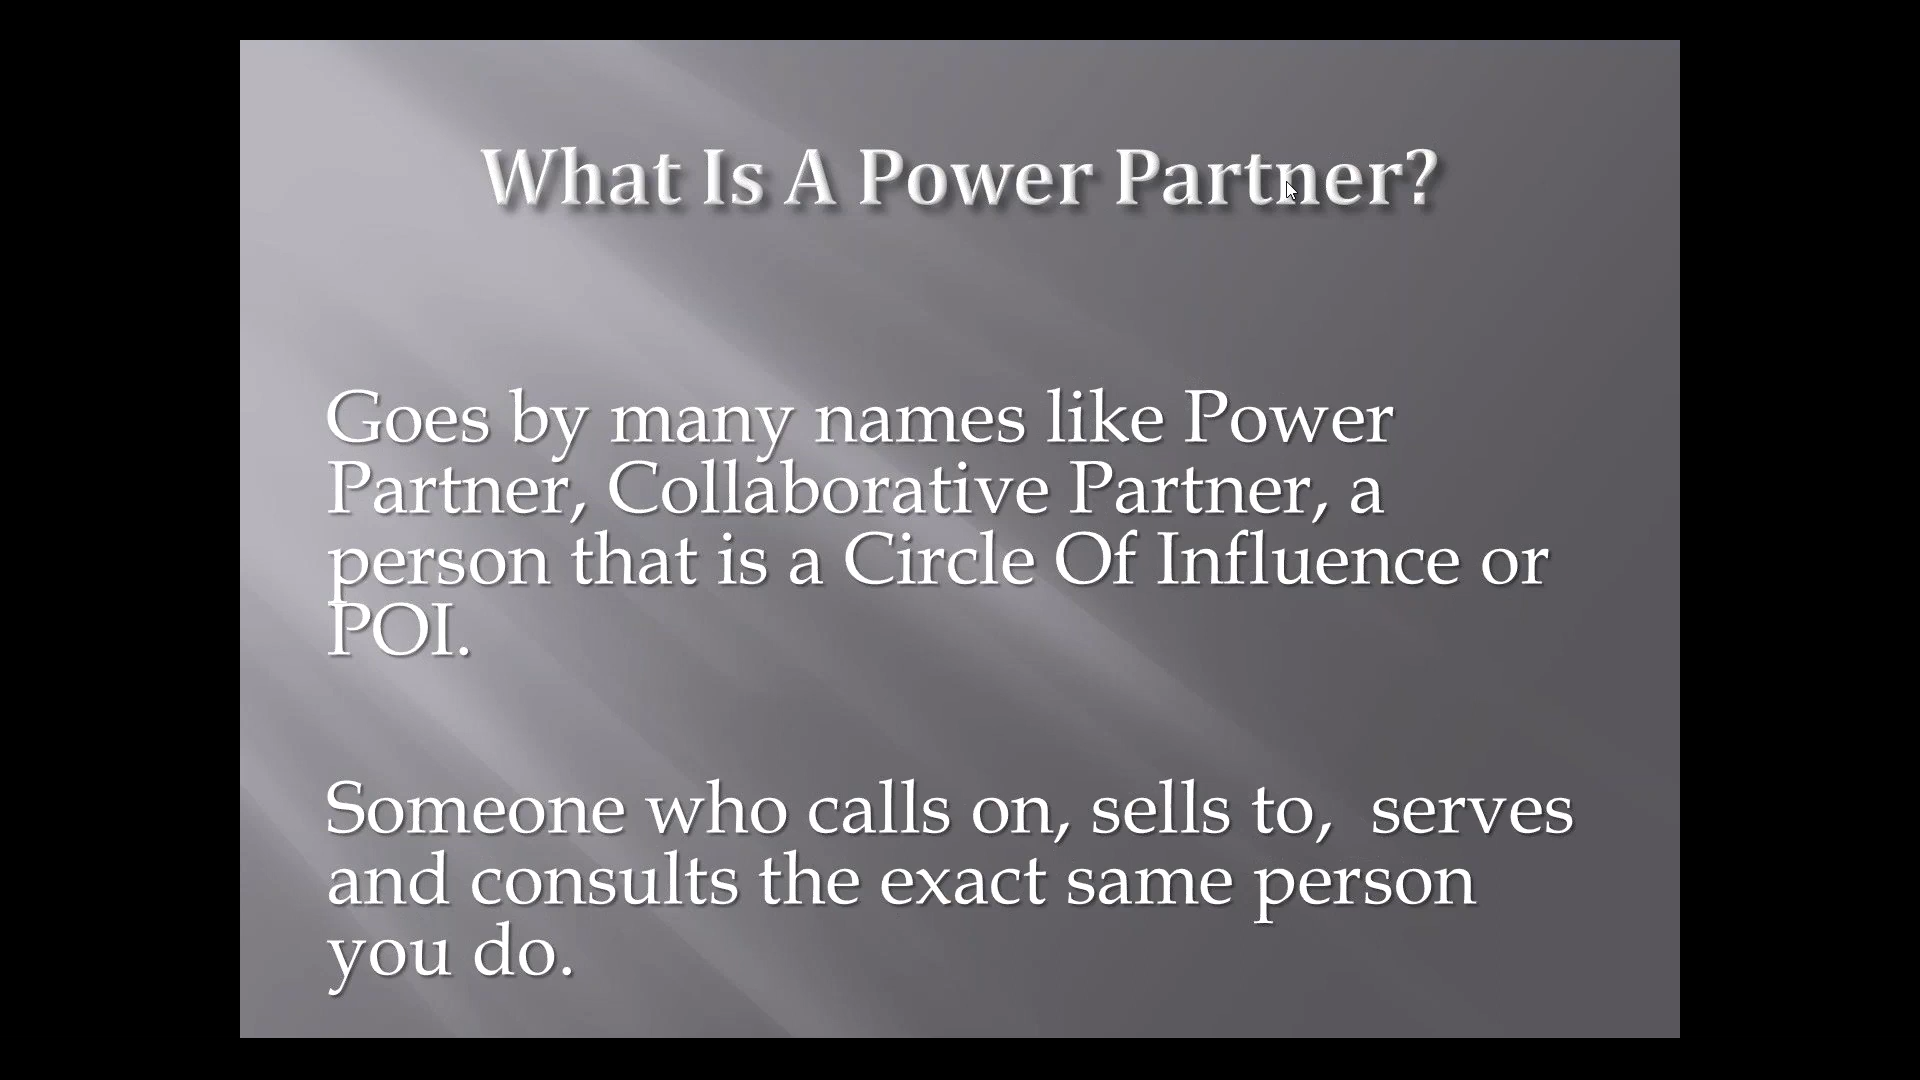 What Is A Power Partner?
Goes by many names like Power
Partner, Collaborative Partner, a
person that is a Circle Of Influence or
POI.
Someone who calls on, sells to,  serves
and consults the exact same person
you do.